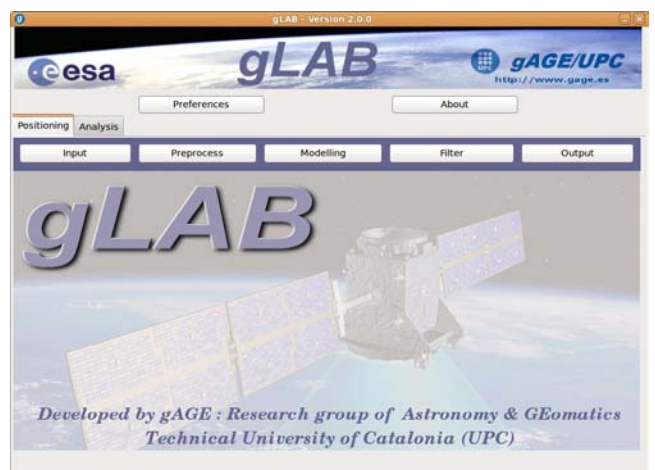 gLAB - Version 2.0.0
esa
gLAB
UPC
gAGE/UPC
http://www.gage.es
Preferences
About
Positioning
Analysis
Input
Preprocess
Modelling
Filter
Output
gLAB
Developed by gAGE : Research group of Astronomy & GEomatics
Technical University of Catalonia (UPC)